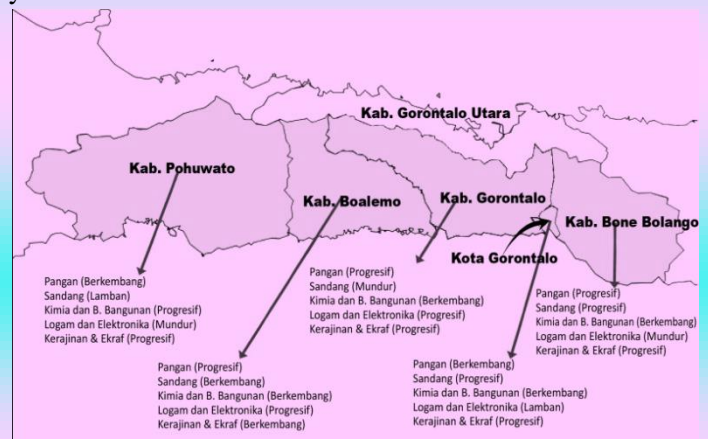 Kab. Gorontalo Utara
Kab. Pohuwato
Kab. Boalemo
Kab. Gorontalo
Kab. Bone Bolango
Kota Gorontalo
Pangan (Berkembang)
Sandang (Lamban)
Kimia dan B. Bangunan (Progresif)
Logam dan Elektronika (Mundur)
Kerajinan & Ekraf (Progresif)
Pangan (Progresif)
Sandang (Berkembang)
Kimia dan B. Bangunan (Berkembang)
Logam dan Elektronika (Progresif)
Kerajinan & Ekraf (Berkembang)
Pangan (Progresif)
Sandang (Mundur)
Kimia dan B. Bangunan (Berkembang)
Logam dan Elektronika (Progresif)
Kerajinan & Ekraf (Progresif)
Pangan (Berkembang)
Sandang (Progresif)
Kimia dan B. Bangunan (Berkembang)
Logam dan Elektronika (Lamban)
Kerajinan & Ekraf (Progresif)
Pangan (Progresif)
Sandang (Progresif)
Kimia dan B. Bangunan (Berkembang)
Logam dan Elektronika (Mundur)
Kerajinan & Ekraf (Progresif)